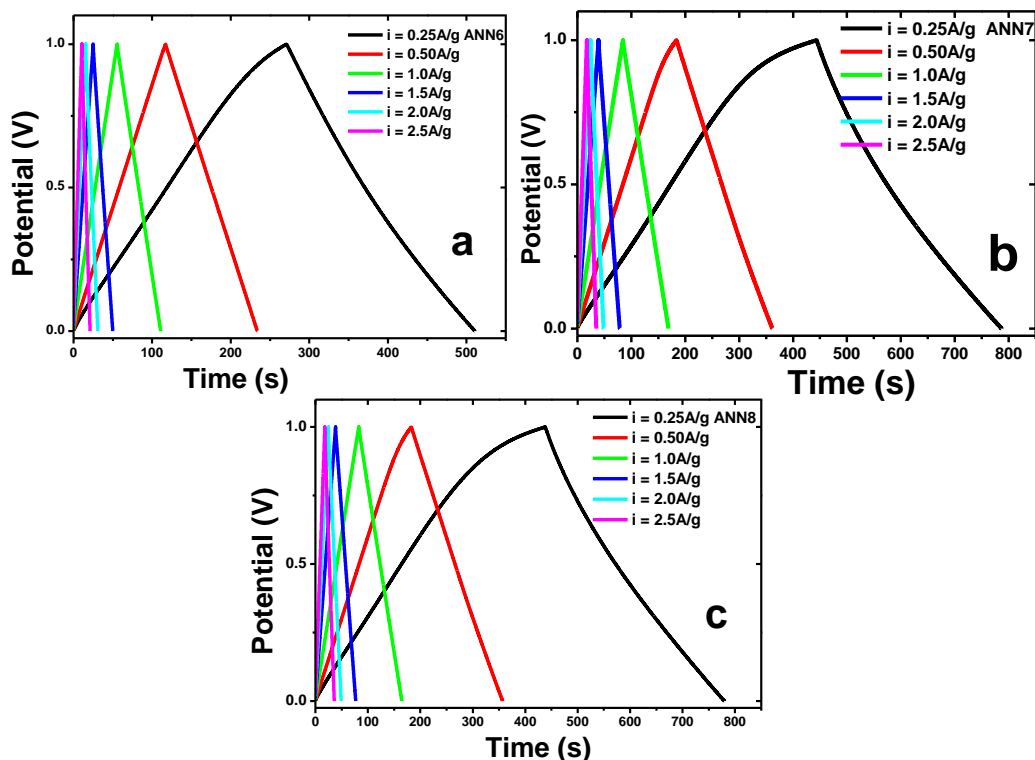 1.0
0.5
0.0
Potential (V)
i = 0.25A/g ANN6
i = 0.50A/g
i = 1.0A/g
i = 1.5A/g
i = 2.0A/g
i = 2.5A/g
a
0 100 200 300 400 500
Time (s)
1.0
0.5
0.0
Potential (V)
i = 0.25A/g ANN7
i = 0.50A/g
i = 1.0A/g
i = 1.5A/g
i = 2.0A/g
i = 2.5A/g
b
0 100 200 300 400 500 600 700 800
Time (s)
1.0
0.5
0.0
Potential (V)
i = 0.25A/g ANN8
i = 0.50A/g
i = 1.0A/g
i = 1.5A/g
i = 2.0A/g
i = 2.5A/g
c
0 100 200 300 400 500 600 700 800
Time (s)